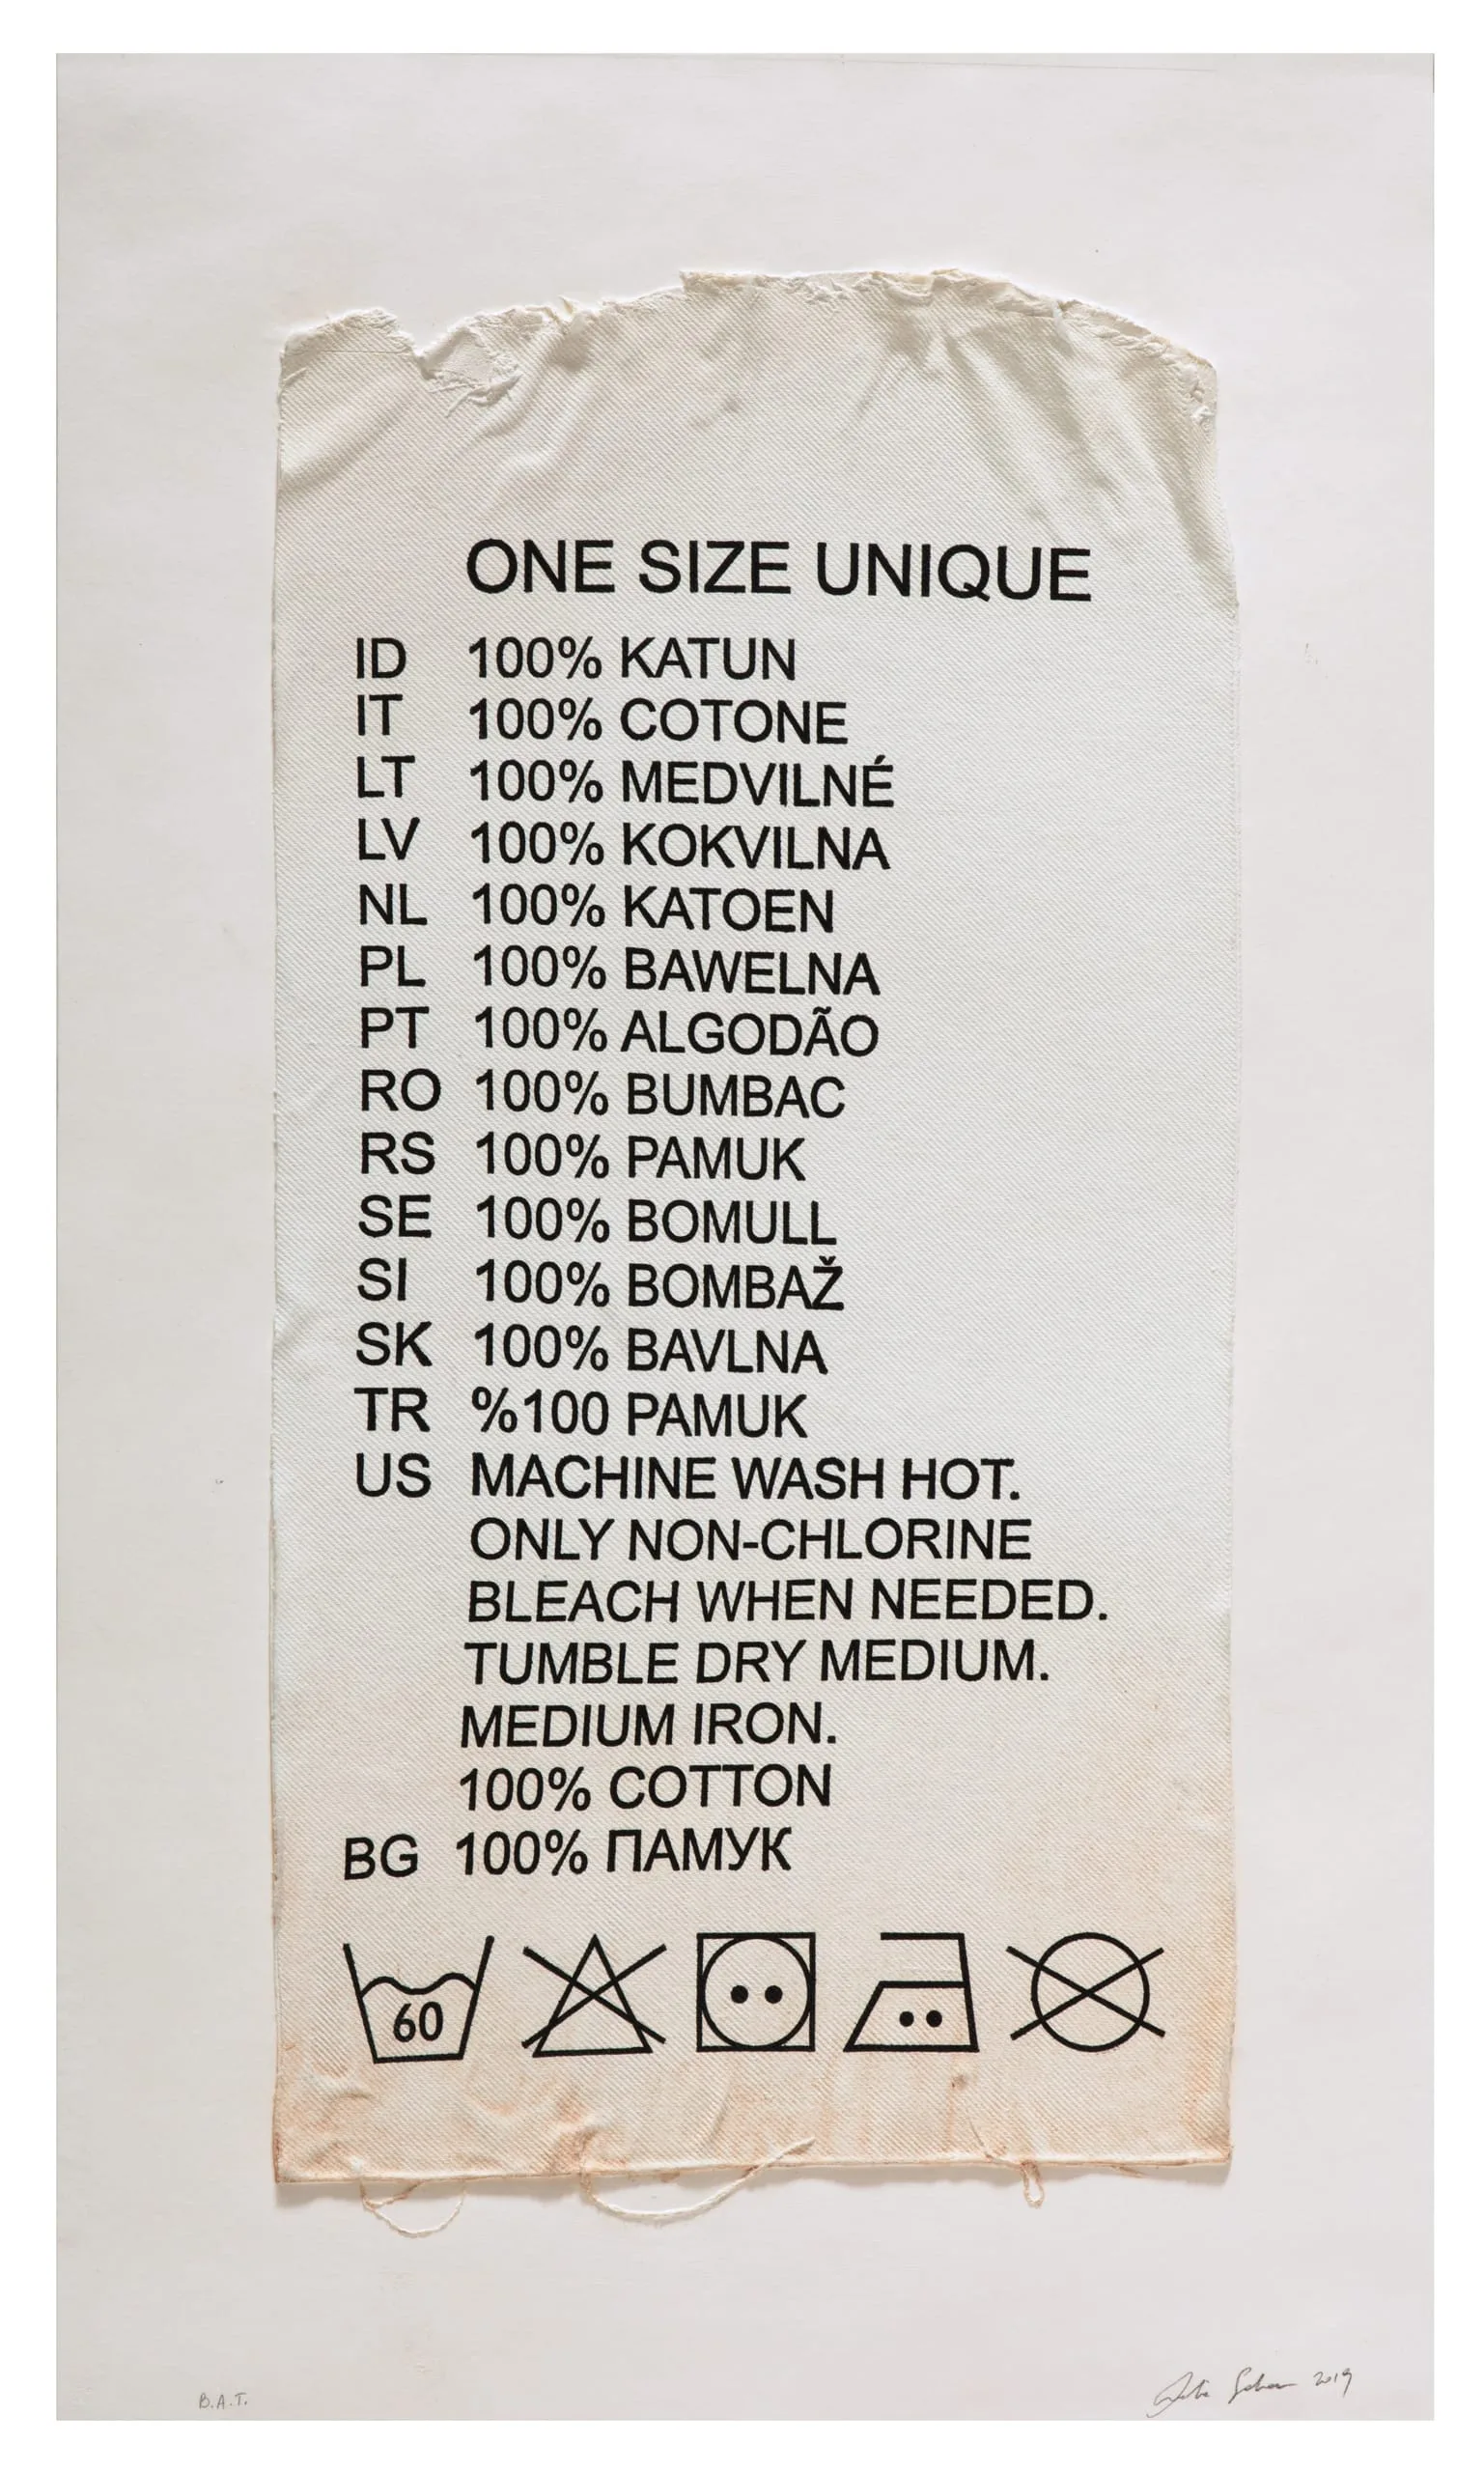 ONE SIZE UNIQUE
ID 100% KATUN
IT 100% COTONE
LT 100% MEDVILNÉ
LV 100% KOKVILNA
NL 100% KATOEN
PL 100% BAWELNA
PT 100% ALGODÃO
RO 100% BUMBAC
RS 100% PAMUK
SE 100% BOMULL
SI 100% BOMBAŽ
SK 100% BAVLNA
TR %100 PAMUK
US MACHINE WASH HOT.
ONLY NON-CHLORINE
BLEACH WHEN NEEDED.
TUMBLE DRY MEDIUM.
MEDIUM IRON.
100% COTTON
BG 100% ПАМУК
60
B.A.T. 2019